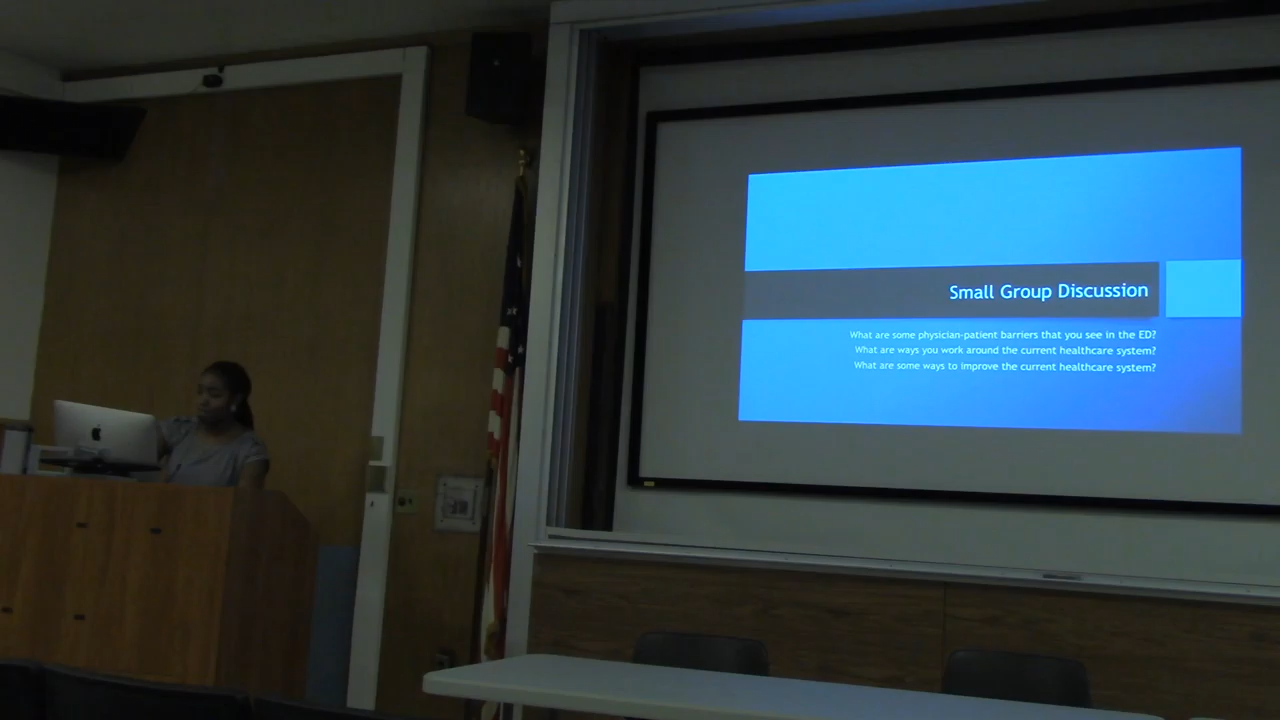 Small Group Discussion
What are some physician-patient barriers that you see in the ED?
What are ways you work around the current healthcare system?
What are some ways to improve the current healthcare system?